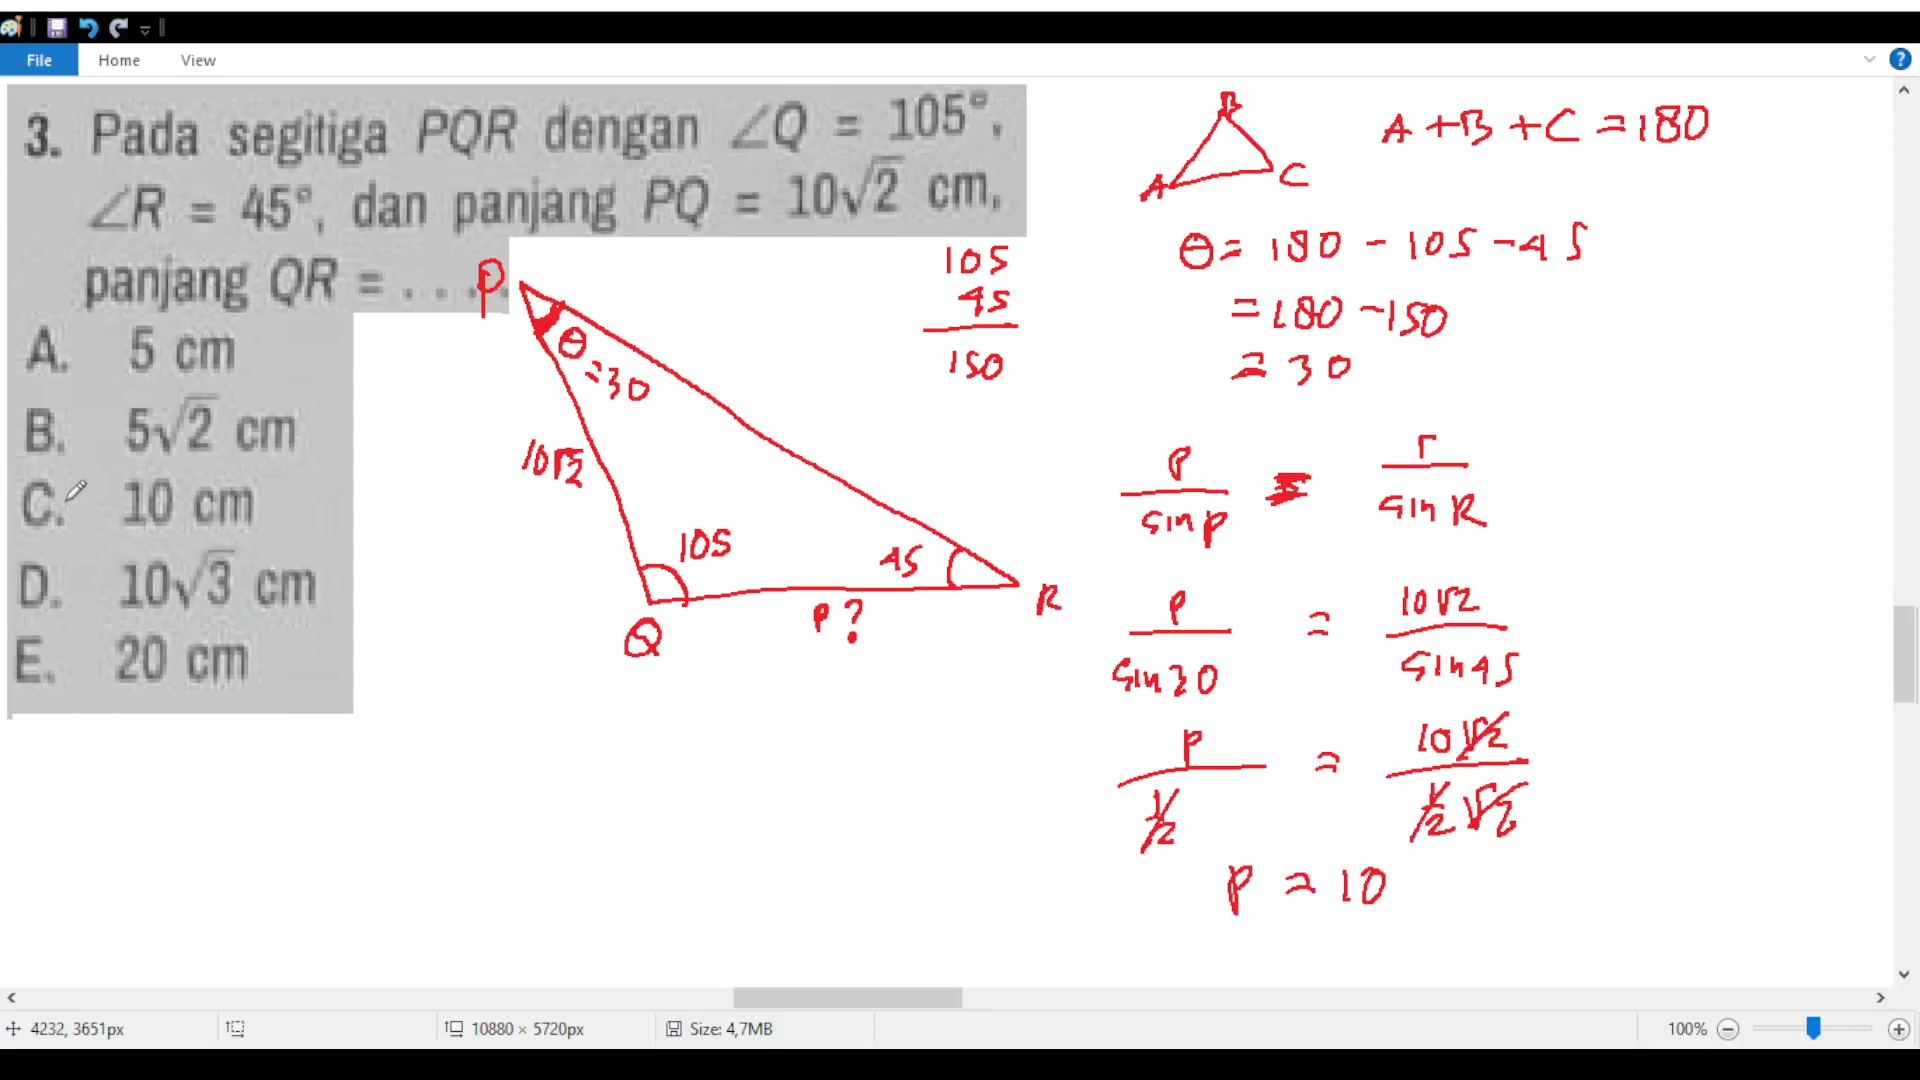 File Home View
3. Pada segitiga PQR dengan ∠Q = 105°,
∠R = 45°, dan panjang PQ = 10√2 cm,
panjang QR = . . . .
A. 5 cm
B. 5√2 cm
C. 10 cm
D. 10√3 cm
E. 20 cm
P
θ
=30
10√2
105
45
Q
P?
R
105
45
150
B
A
C
A+B+C=180
θ= 180-105-45
=180-150
=30
P/sin P = r/sin R
P/sin 30 = 10√2/sin 45
P/½ = 10√2/½√2
P = 10
4232, 3651px
10880 × 5720px
Size: 4,7MB
100%